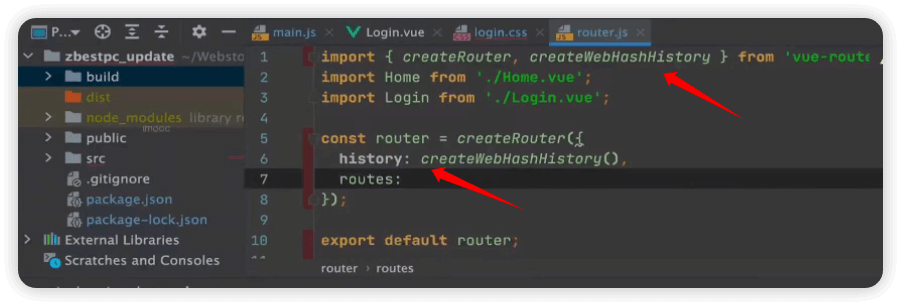 P...
main.js
Login.vue
login.css
router.js
zbestpc_update ~/Websto
build
dist
node_modules library r
public
imooc
src
.gitignore
package.json
package-lock.json
External Libraries
Scratches and Consoles
1 import { createRouter, createWebHashHistory } from 'vue-route
2 import Home from './Home.vue';
3 import Login from './Login.vue';
4
5 const router = createRouter({
6 history: createWebHashHistory(),
7 routes:
8 });
9
10 export default router;
router › routes